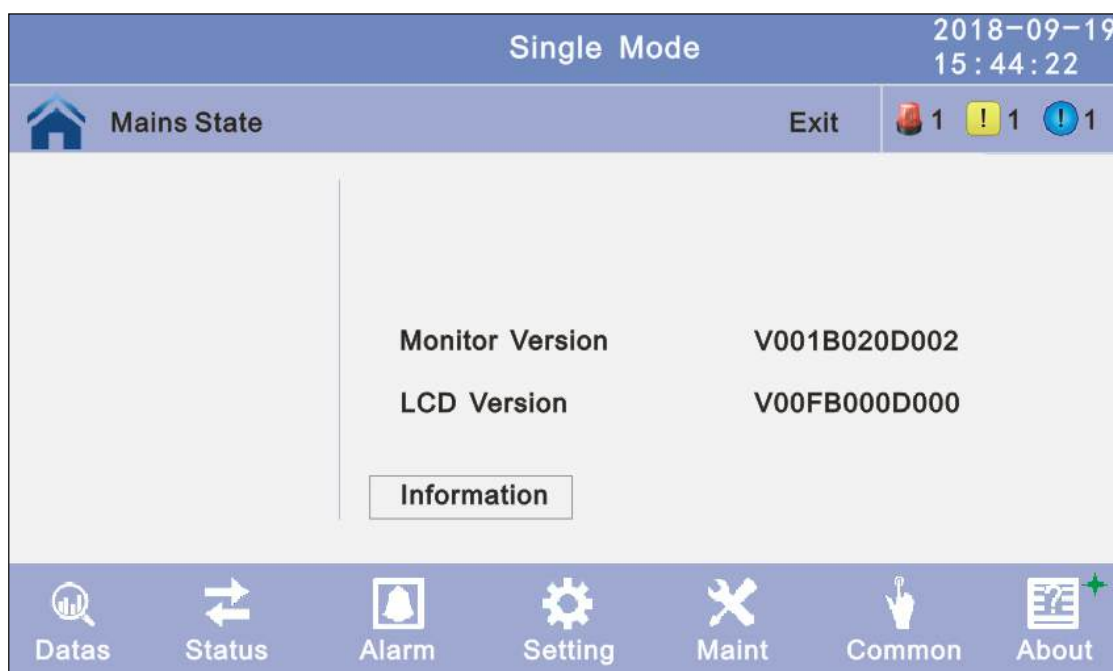 Single Mode
2018-09-19
15:44:22
Mains State
Exit
1
! 1
! 1
Monitor Version
V001B020D002
LCD Version
V00FB000D000
Information
?
Datas
Status
Alarm
Setting
Maint
Common
About